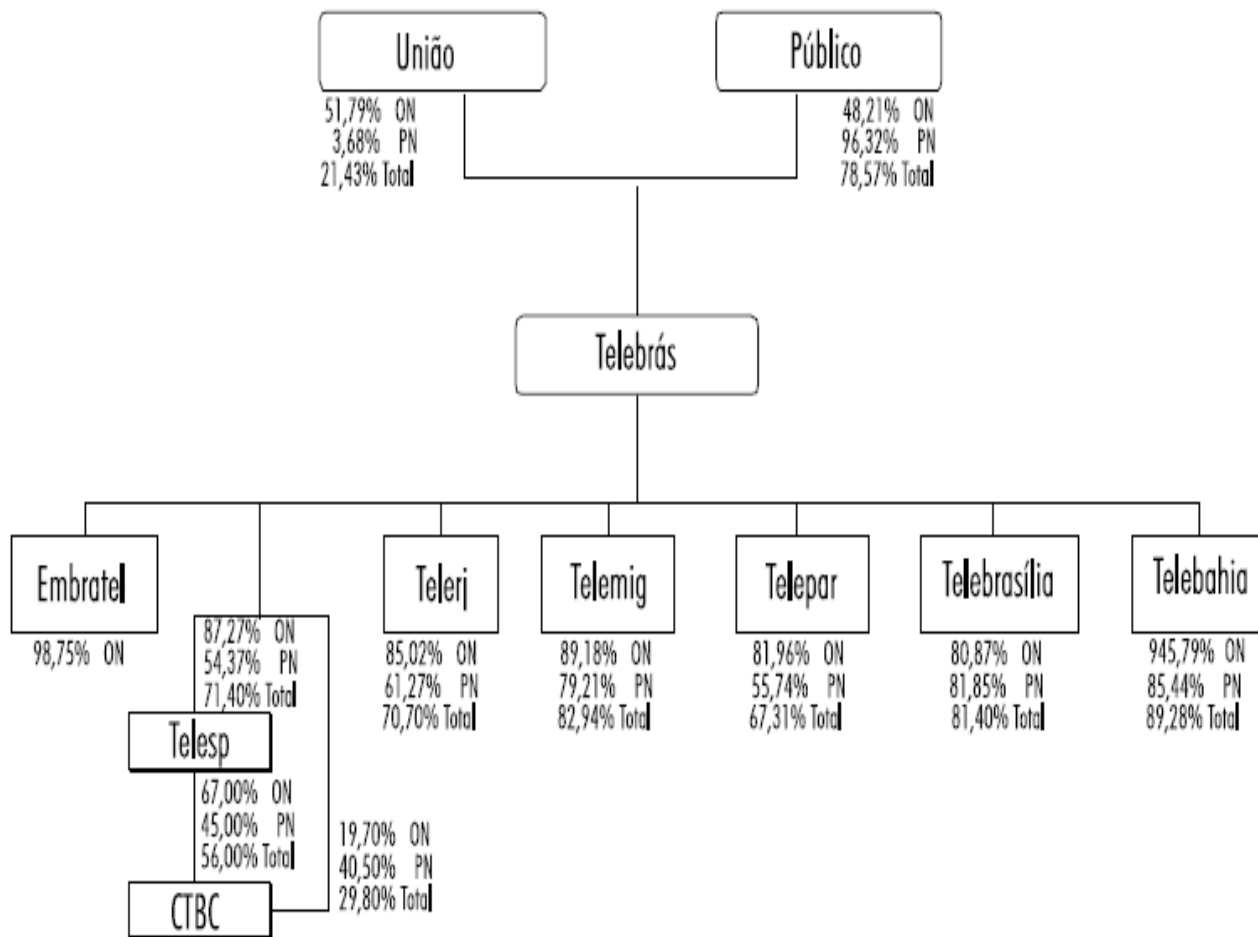 União
51,79% ON
3,68% PN
21,43% Total
Público
48,21% ON
96,32% PN
78,57% Total
Telebrás
Embratel
98,75% ON
87,27% ON
54,37% PN
71,40% Total
Telesp
67,00% ON
45,00% PN
56,00% Total
CTBC
19,70% ON
40,50% PN
29,80% Total
Telerj
85,02% ON
61,27% PN
70,70% Total
Telemig
89,18% ON
79,21% PN
82,94% Total
Telepar
81,96% ON
55,74% PN
67,31% Total
Telebrasília
80,87% ON
81,85% PN
81,40% Total
Telebahia
945,79% ON
85,44% PN
89,28% Total